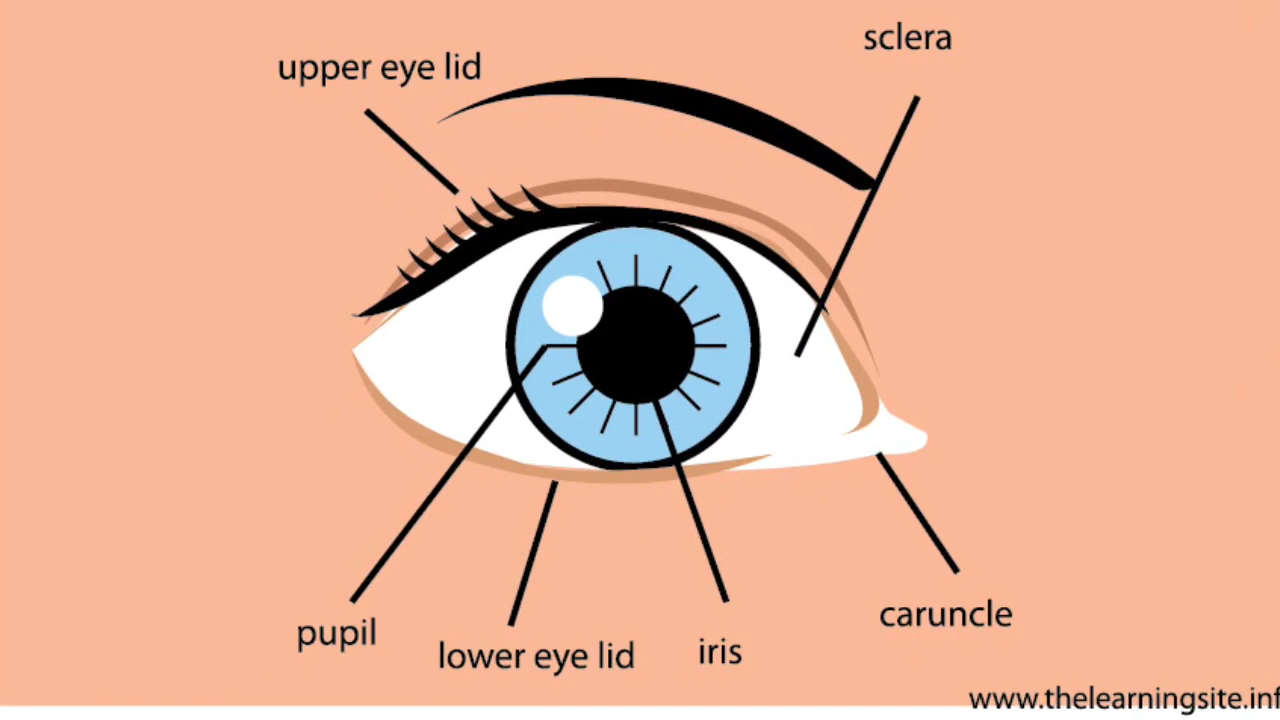 sclera
upper eye lid
caruncle
pupil
iris
lower eye lid
www.thelearningsite.inf